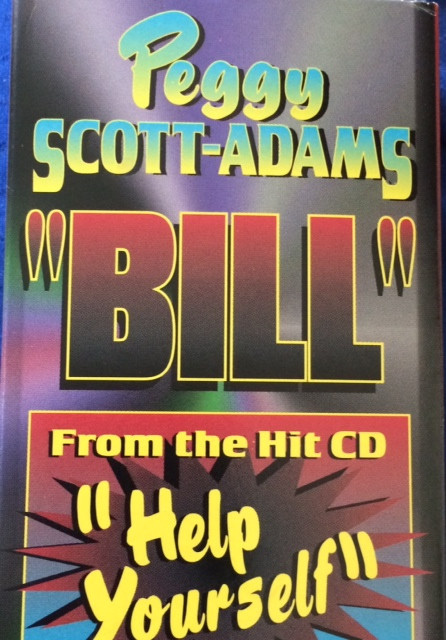 Peggy
SCOTT-ADAMS
"BILL"
From the Hit CD
"Help
Yourself"